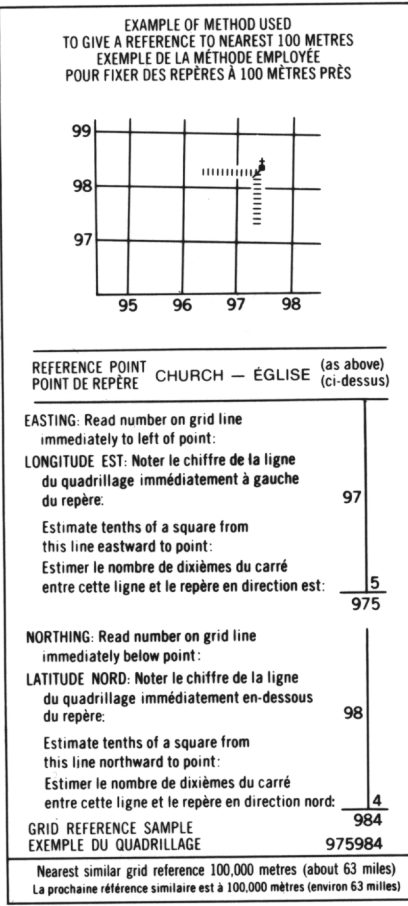 EXAMPLE OF METHOD USED
TO GIVE A REFERENCE TO NEAREST 100 METRES
EXEMPLE DE LA MÉTHODE EMPLOYÉE
POUR FIXER DES REPÈRES À 100 MÈTRES PRÈS
99
98
97
95 96 97 98
REFERENCE POINT
POINT DE REPÈRE
CHURCH — ÉGLISE
(as above)
(ci-dessus)
EASTING: Read number on grid line
immediately to left of point:
LONGITUDE EST: Noter le chiffre de la ligne
du quadrillage immédiatement à gauche
du repère: 97
Estimate tenths of a square from
this line eastward to point:
Estimer le nombre de dixièmes du carré
entre cette ligne et le repère en direction est: 5
975
NORTHING: Read number on grid line
immediately below point:
LATITUDE NORD: Noter le chiffre de la ligne
du quadrillage immédiatement en-dessous
du repère: 98
Estimate tenths of a square from
this line northward to point:
Estimer le nombre de dixièmes du carré
entre cette ligne et le repère en direction nord: 4
984
GRID REFERENCE SAMPLE
EXEMPLE DU QUADRILLAGE 975984
Nearest similar grid reference 100,000 metres (about 63 miles)
La prochaine référence similaire est à 100,000 mètres (environ 63 milles)